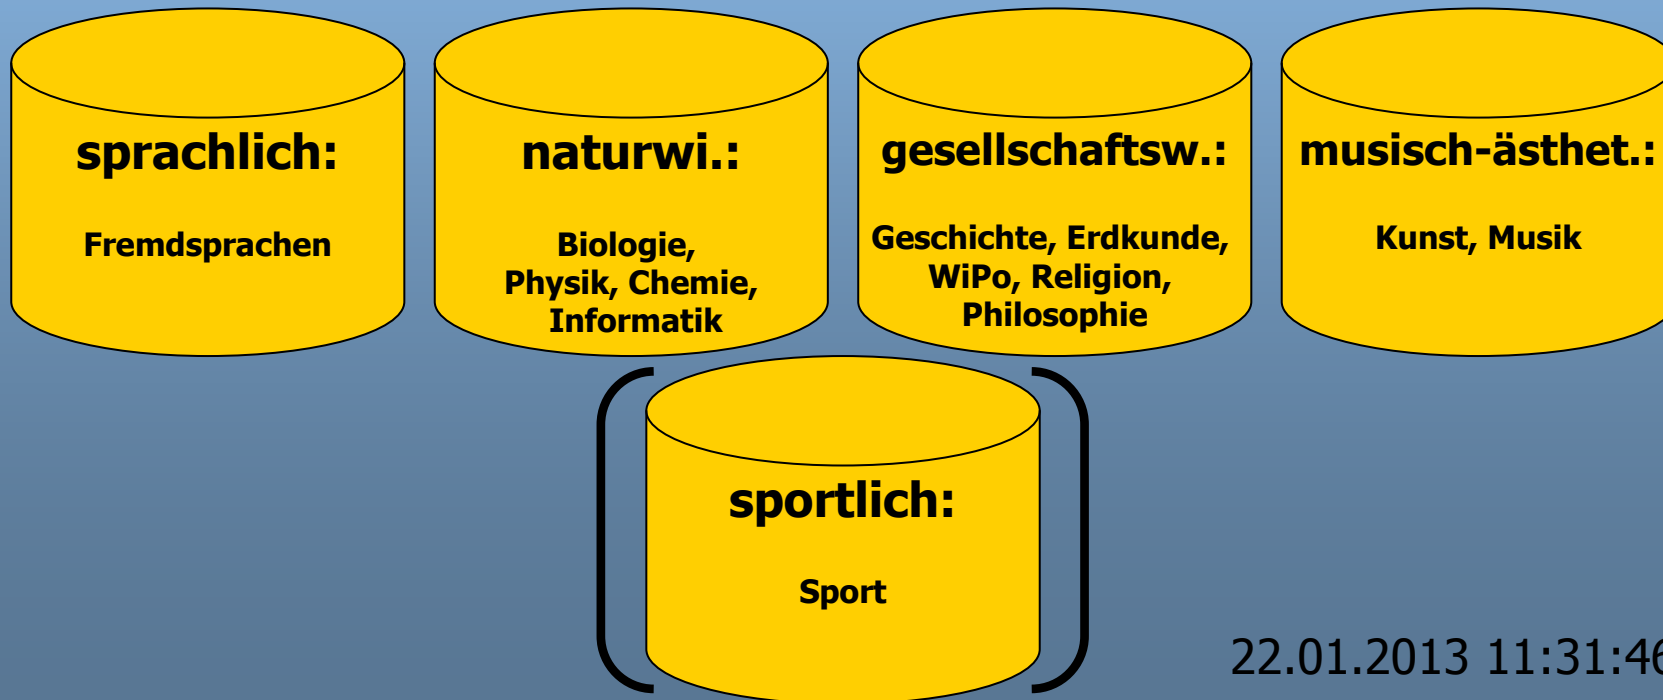 sprachlich:
Fremdsprachen
naturwi.:
Biologie,
Physik, Chemie,
Informatik
gesellschaftsw.:
Geschichte, Erdkunde,
WiPo, Religion,
Philosophie
musisch-ästhet.:
Kunst, Musik
sportlich:
Sport
22.01.2013 11:31:46